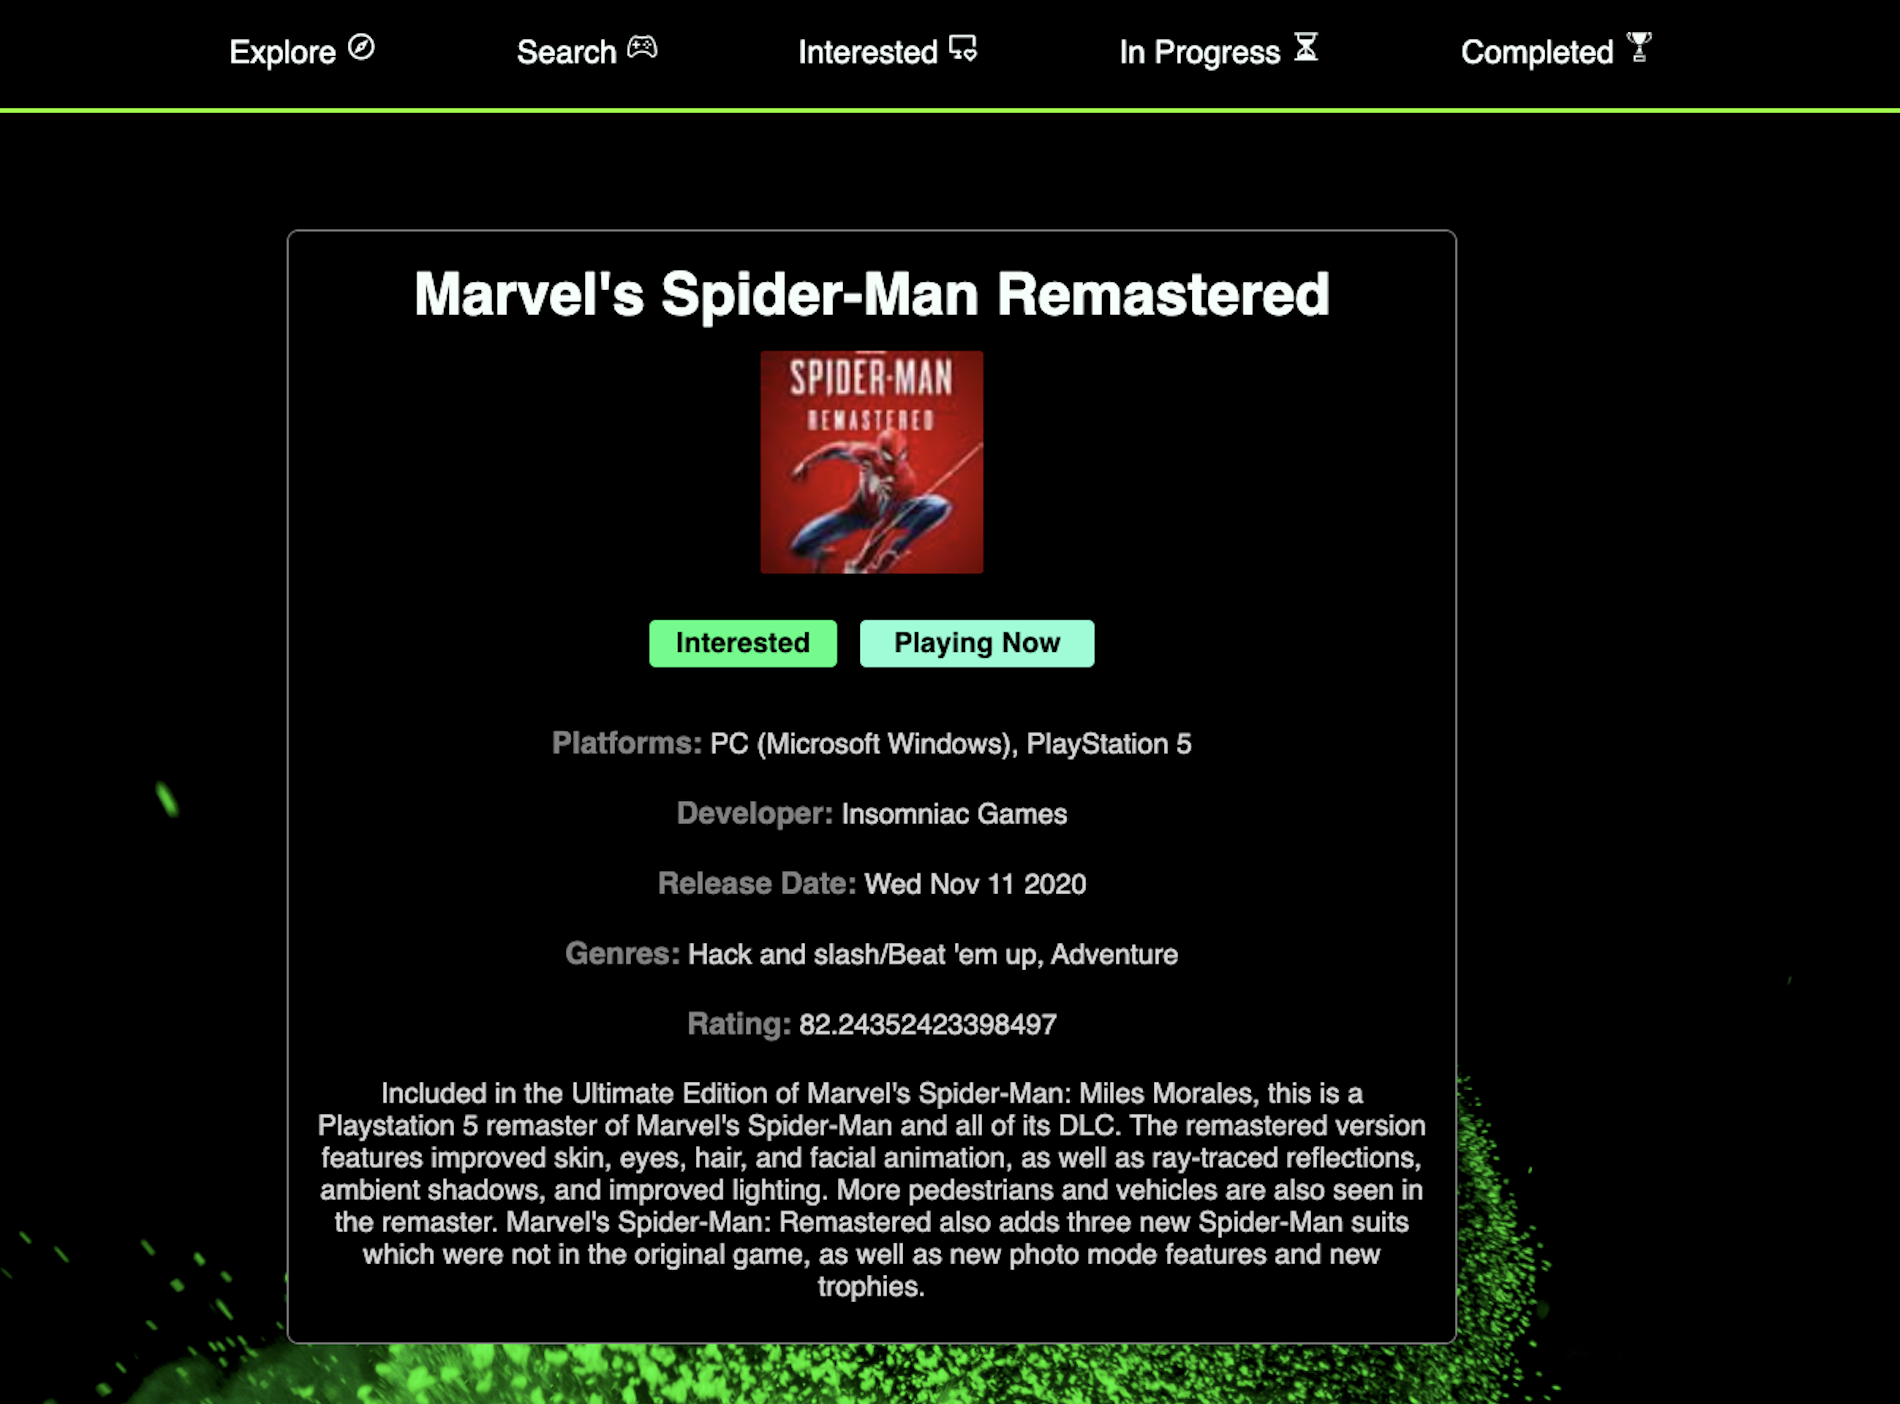 Explore
Search
Interested
In Progress
Completed
Marvel's Spider-Man Remastered
SPIDER-MAN
REMASTERED
Interested
Playing Now
Platforms: PC (Microsoft Windows), PlayStation 5
Developer: Insomniac Games
Release Date: Wed Nov 11 2020
Genres: Hack and slash/Beat 'em up, Adventure
Rating: 82.24352423398497
Included in the Ultimate Edition of Marvel's Spider-Man: Miles Morales, this is a
Playstation 5 remaster of Marvel's Spider-Man and all of its DLC. The remastered version
features improved skin, eyes, hair, and facial animation, as well as ray-traced reflections,
ambient shadows, and improved lighting. More pedestrians and vehicles are also seen in
the remaster. Marvel's Spider-Man: Remastered also adds three new Spider-Man suits
which were not in the original game, as well as new photo mode features and new
trophies.